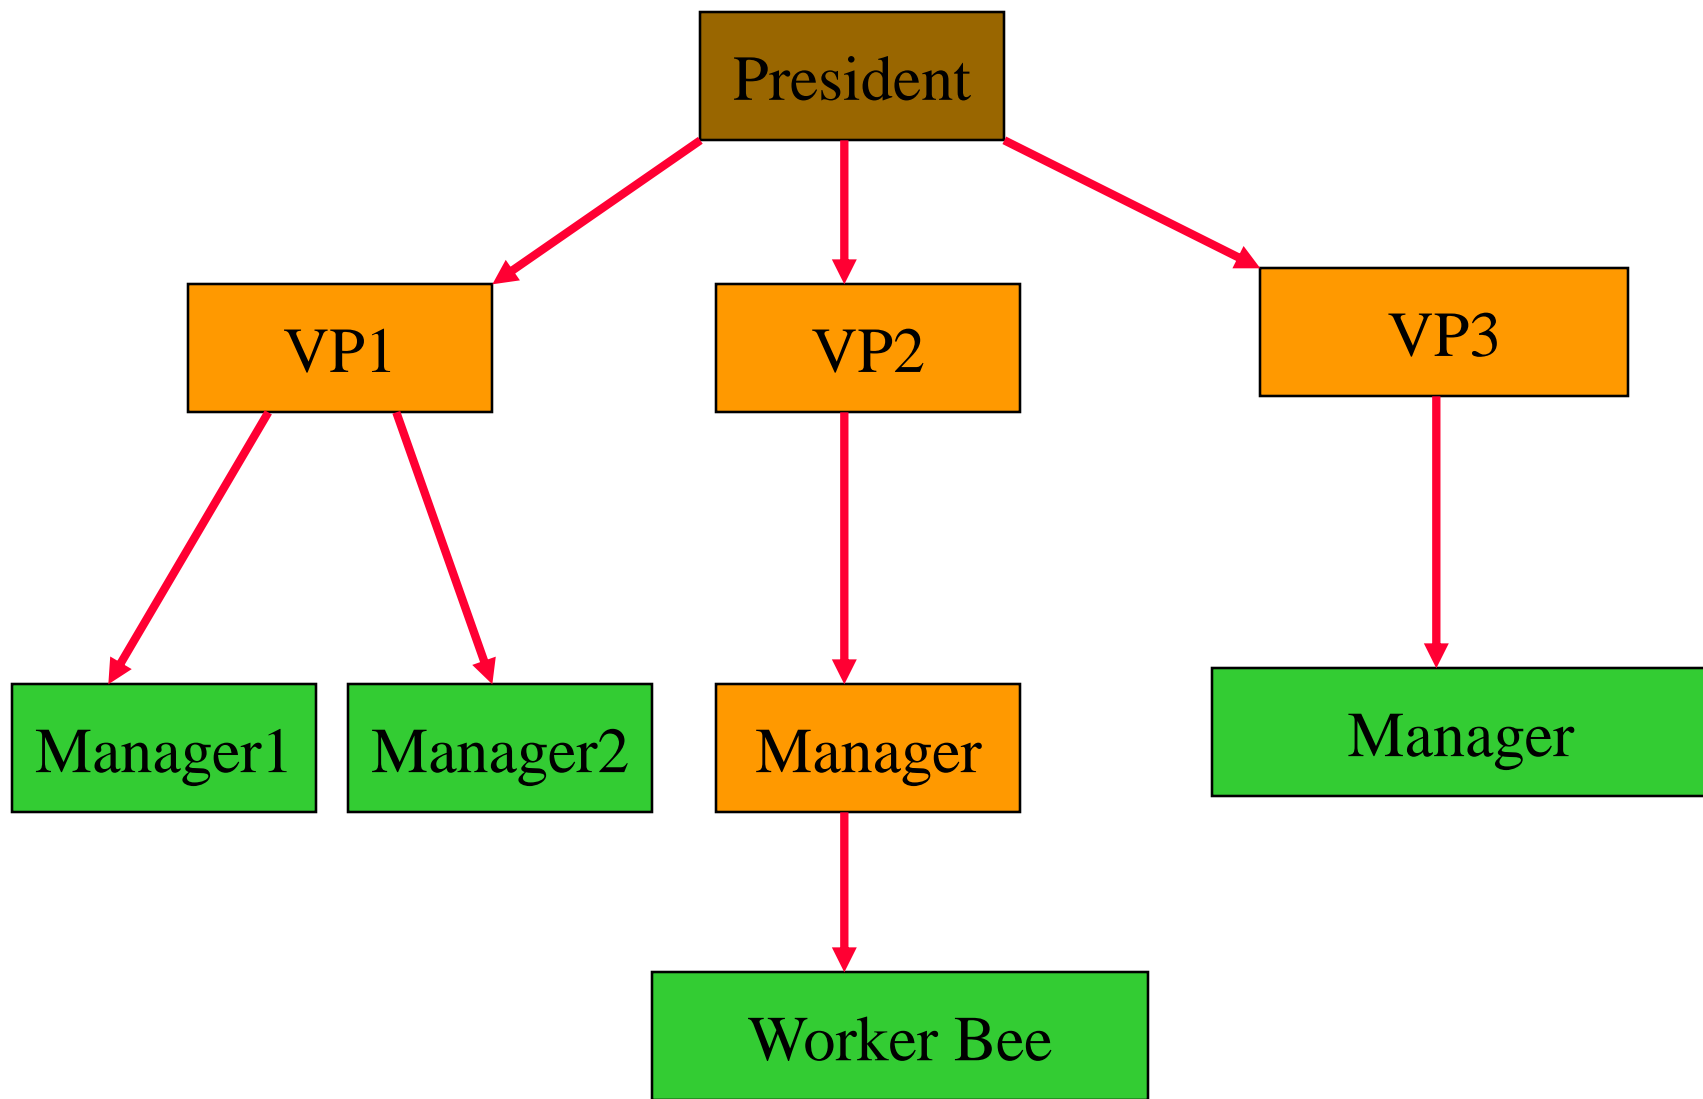 President
VP1
VP2
VP3
Manager1
Manager2
Manager
Manager
Worker Bee